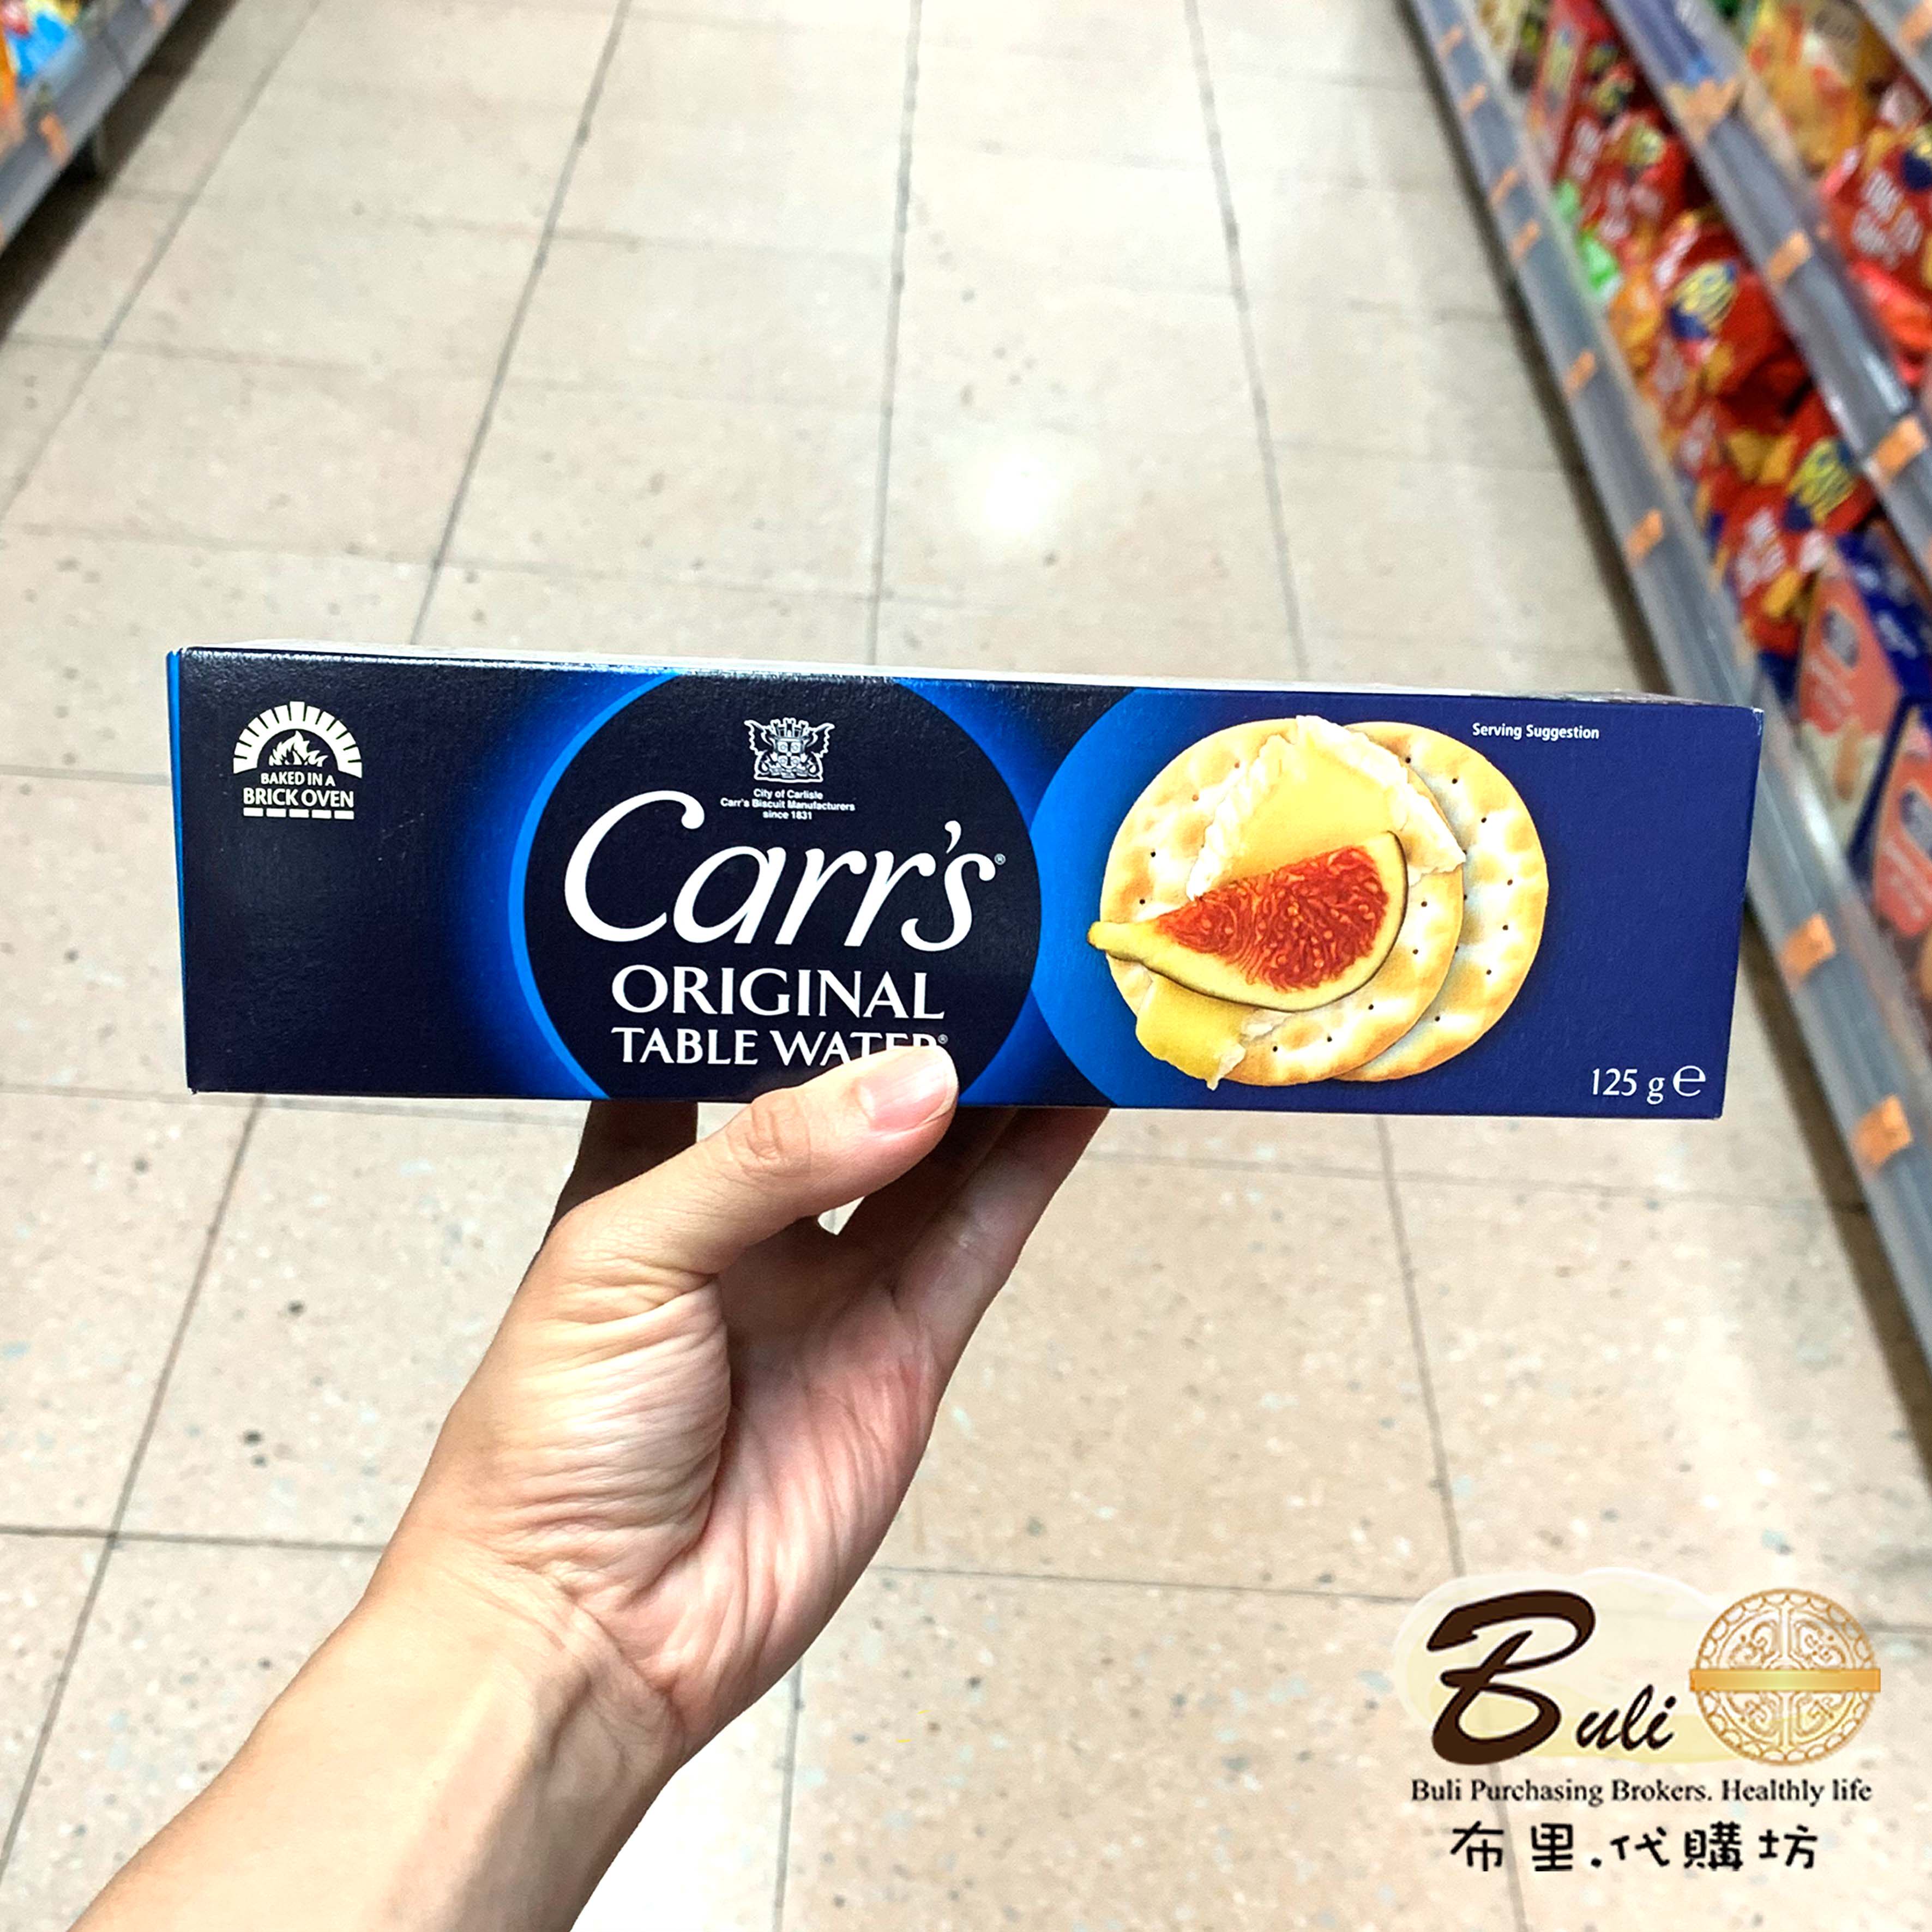 BAKED IN A
BRICK OVEN
City of Carlisle
Carr's Biscuit Manufacturers
since 1831
Carr's®
ORIGINAL
TABLE WATER®
Serving Suggestion
125 g ℮
Buli
Buli Purchasing Brokers. Healthly life
布里.代購坊